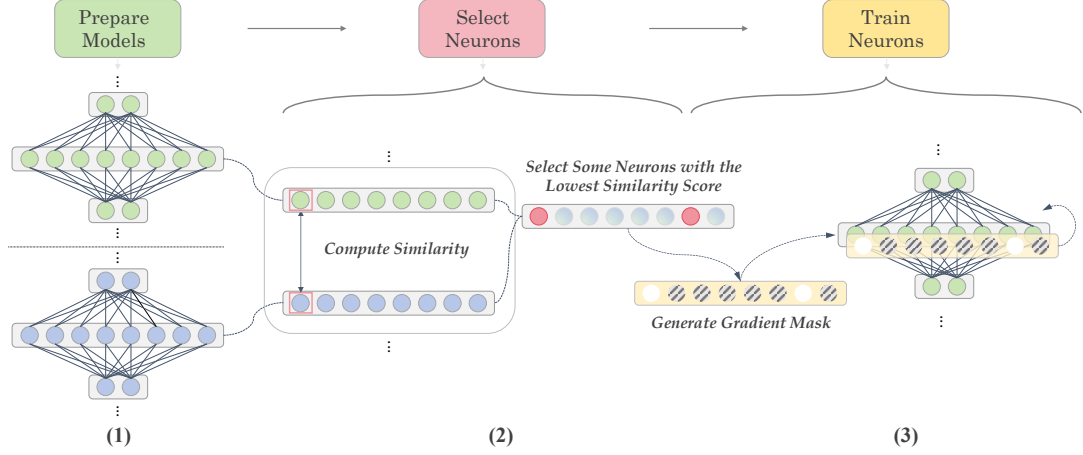 Prepare
Models
Select
Neurons
Train
Neurons
Select Some Neurons with the
Lowest Similarity Score
Compute Similarity
Generate Gradient Mask
(1)
(2)
(3)